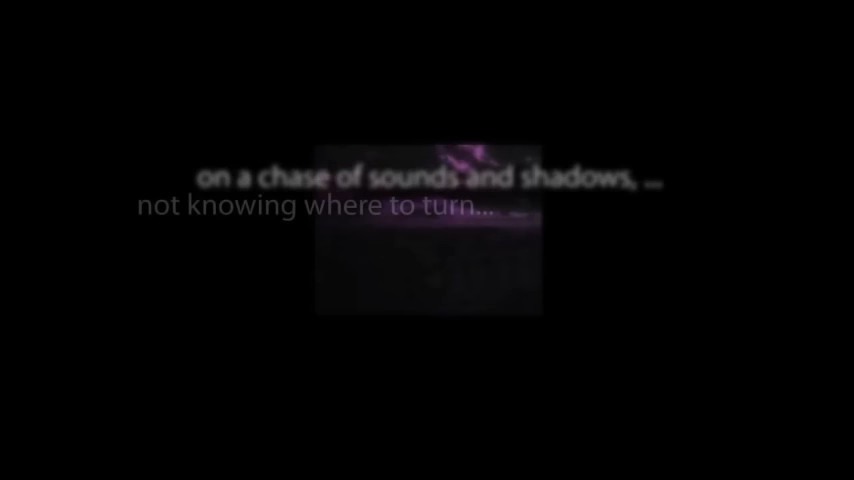 on a chase of sounds and shadows, ...
not knowing where to turn...